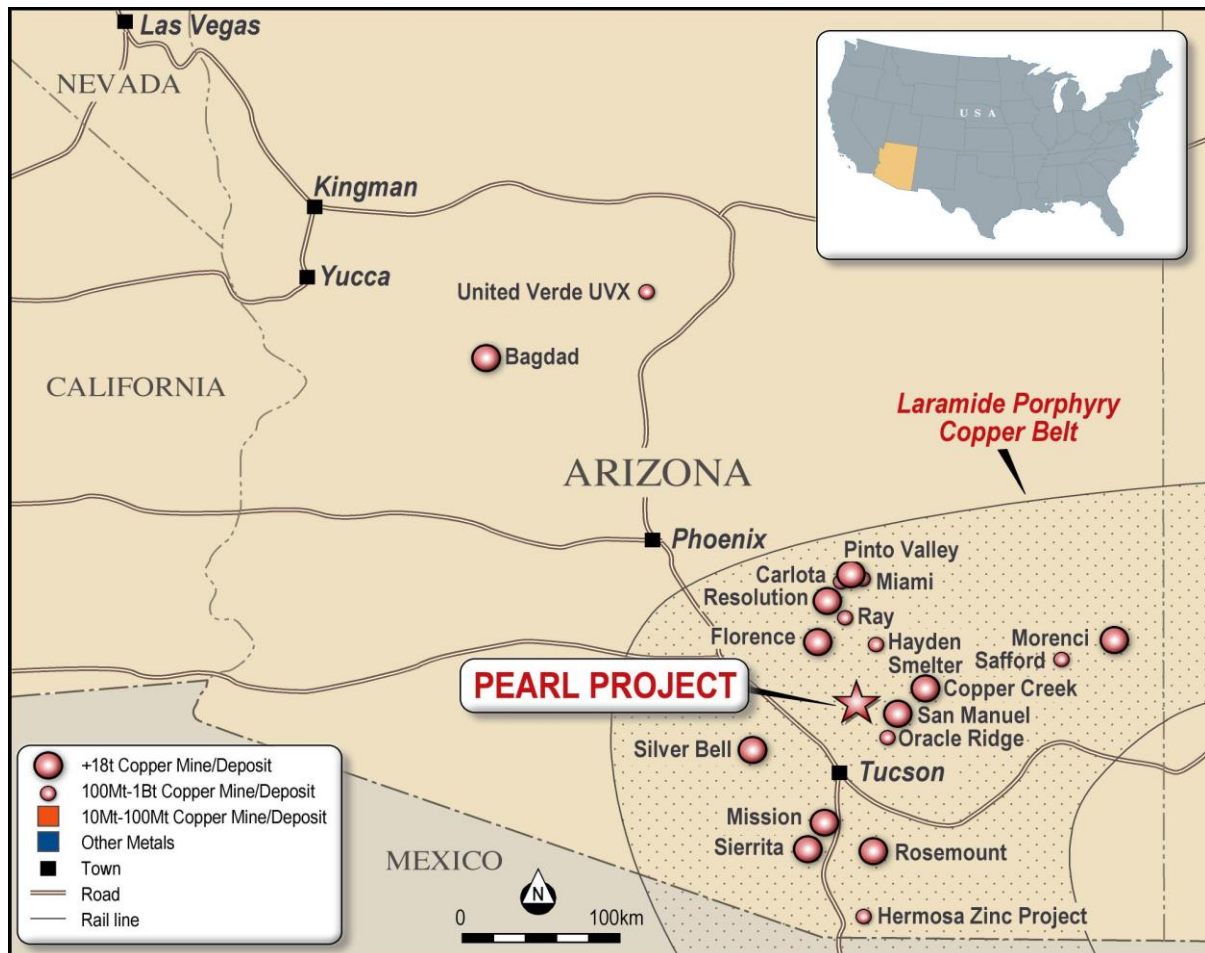 Las Vegas
NEVADA
USA
Kingman
Yucca
United Verde UVX
Bagdad
CALIFORNIA
Laramide Porphyry
Copper Belt
ARIZONA
Phoenix
Pinto Valley
Carlota
Miami
Resolution
Ray
Florence
Hayden
Smelter
Morenci
Safford
PEARL PROJECT
Copper Creek
San Manuel
Oracle Ridge
Silver Bell
Tucson
Mission
Sierrita
Rosemount
MEXICO
Hermosa Zinc Project
+18t Copper Mine/Deposit
100Mt-1Bt Copper Mine/Deposit
10Mt-100Mt Copper Mine/Deposit
Other Metals
Town
Road
Rail line
N
0 100km